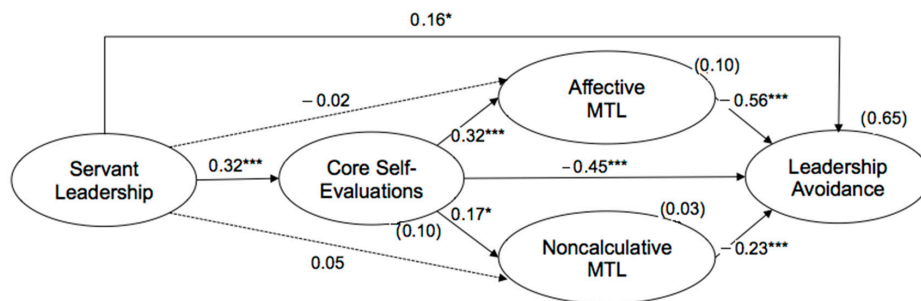 0.16*
(0.10)
− 0.02
Affective
MTL
− 0.56***
(0.65)
0.32***
Servant
Leadership
0.32***
Core Self-
Evaluations
− 0.45***
Leadership
Avoidance
0.17*
(0.03)
(0.10)
Noncalculative
MTL
− 0.23***
0.05